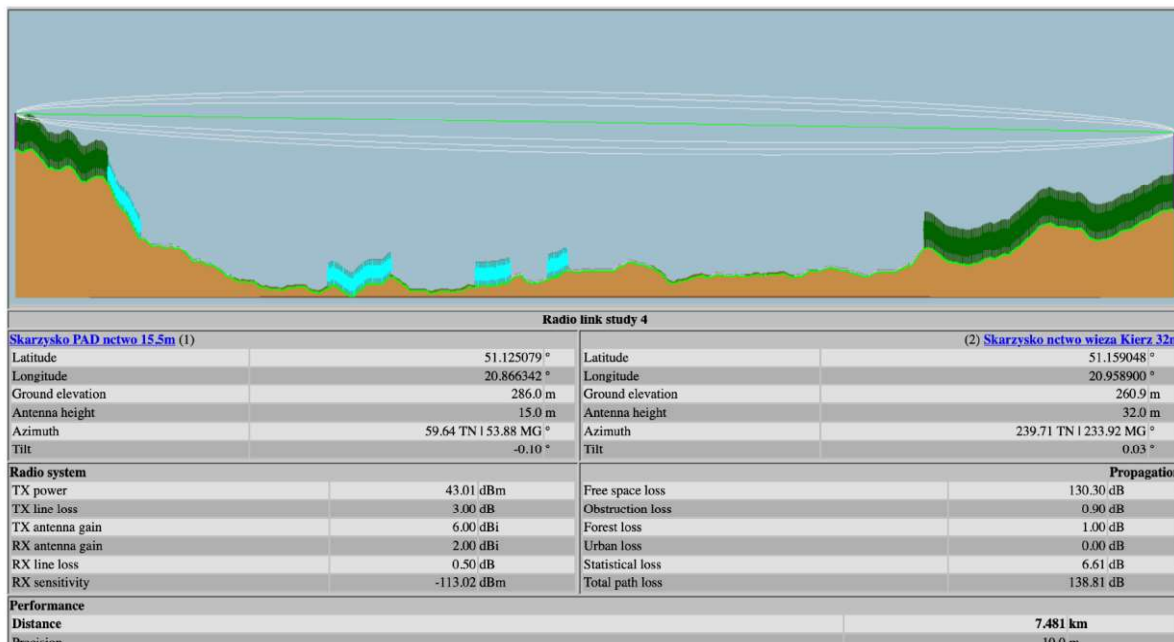 Radio link study 4
Skarzysko PAD nctwo 15,5m (1) (2) Skarzysko nctwo wieza Kierz 32m
Latitude 51.125079 ° Latitude 51.159048 °
Longitude 20.866342 ° Longitude 20.958900 °
Ground elevation 286.0 m Ground elevation 260.9 m
Antenna height 15.0 m Antenna height 32.0 m
Azimuth 59.64 TN | 53.88 MG ° Azimuth 239.71 TN | 233.92 MG °
Tilt -0.10 ° Tilt 0.03 °
Radio system Propagation
TX power 43.01 dBm Free space loss 130.30 dB
TX line loss 3.00 dB Obstruction loss 0.90 dB
TX antenna gain 6.00 dBi Forest loss 1.00 dB
RX antenna gain 2.00 dBi Urban loss 0.00 dB
RX line loss 0.50 dB Statistical loss 6.61 dB
RX sensitivity -113.02 dBm Total path loss 138.81 dB
Performance
Distance 7.481 km
Precision 10.0 m